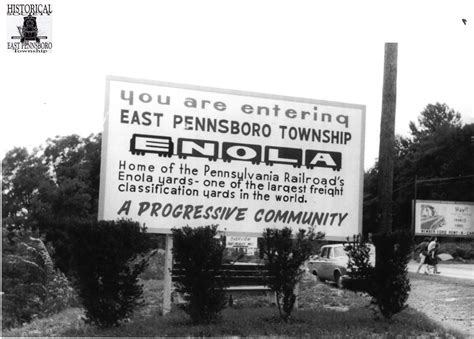 HISTORICAL
SOCIETY
EAST PENNSBORO
Township
you are entering
EAST PENNSBORO TOWNSHIP
ENOLA
Home of the Pennsylvania Railroad's
Enola yards - one of the largest freight
Classification yards in the world.
A PROGRESSIVE COMMUNITY